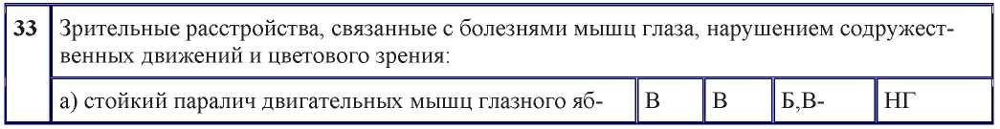 33 Зрительные расстройства, связанные с болезнями мышц глаза, нарушением содружест-
венных движений и цветового зрения:
а) стойкий паралич двигательных мышц глазного яб- В В Б,В- НГ